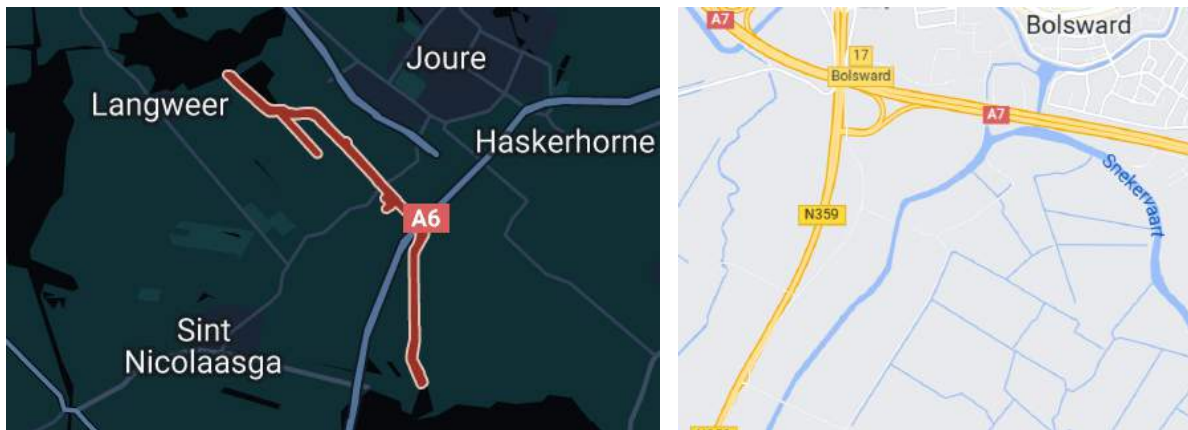 Joure
Langweer
Haskerhorne
A6
Sint
Nicolaasga
A7
Bolsward
17
Bolsward
A7
Snekervaart
N359